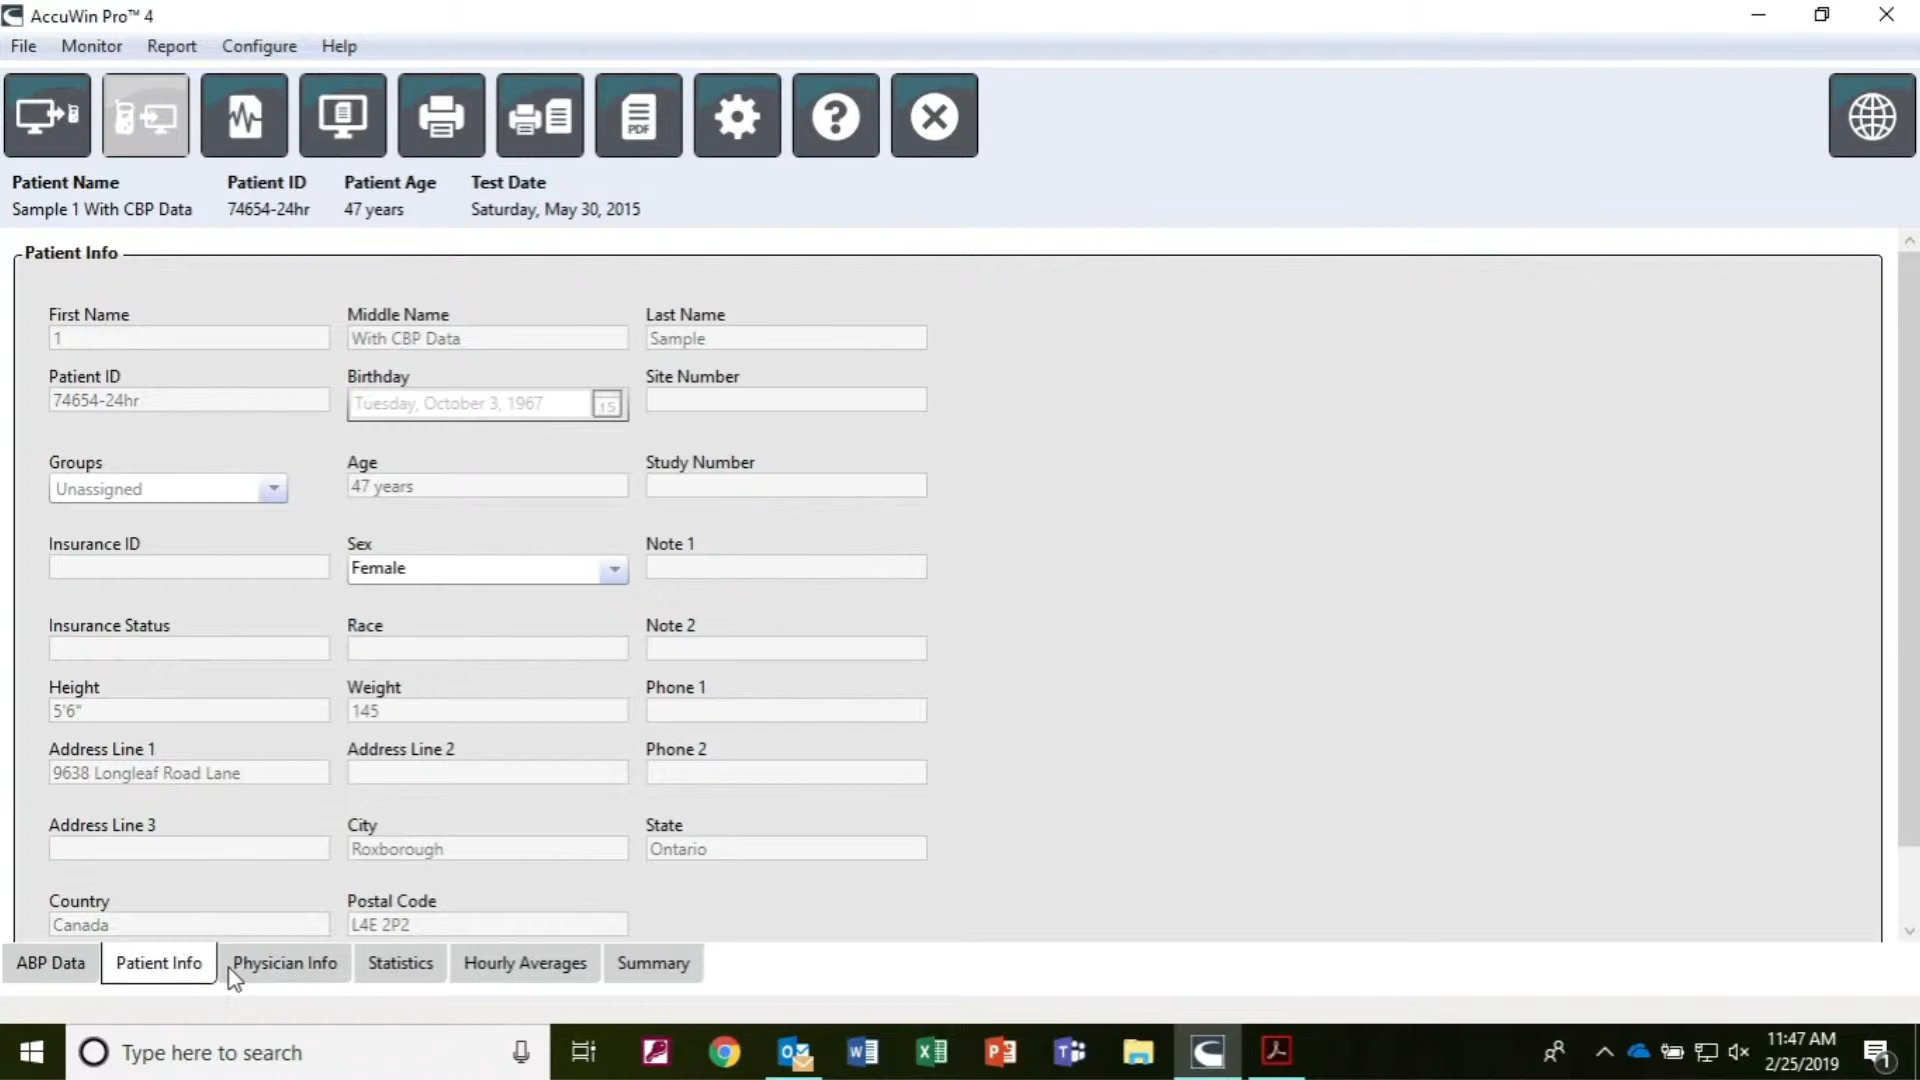 AccuWin Pro™ 4
File Monitor Report Configure Help
PDF
Patient Name Patient ID Patient Age Test Date
Sample 1 With CBP Data 74654-24hr 47 years Saturday, May 30, 2015
Patient Info
First Name Middle Name Last Name
1 With CBP Data Sample
Patient ID Birthday Site Number
74654-24hr Tuesday, October 3, 1967 15
Groups Age Study Number
Unassigned 47 years
Insurance ID Sex Note 1
Female
Insurance Status Race Note 2
Height Weight Phone 1
5'6" 145
Address Line 1 Address Line 2 Phone 2
9638 Longleaf Road Lane
Address Line 3 City State
Roxborough Ontario
Country Postal Code
Canada L4E 2P2
ABP Data Patient Info Physician Info Statistics Hourly Averages Summary
Type here to search
11:47 AM
2/25/2019
1